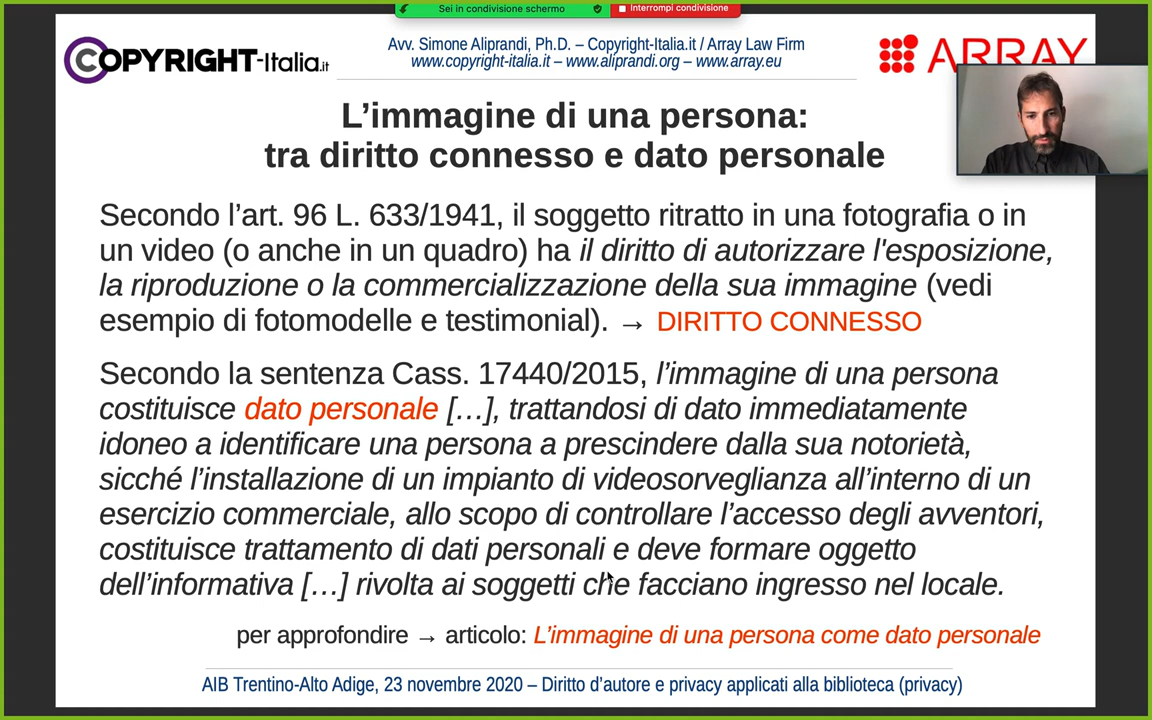 Sei in condivisione schermo
Interrompi condivisione
COPYRIGHT-Italia.it
Avv. Simone Aliprandi, Ph.D. – Copyright-Italia.it / Array Law Firm
www.copyright-italia.it – www.aliprandi.org – www.array.eu
ARRAY
L’immagine di una persona:
tra diritto connesso e dato personale
Secondo l’art. 96 L. 633/1941, il soggetto ritratto in una fotografia o in
un video (o anche in un quadro) ha il diritto di autorizzare l'esposizione,
la riproduzione o la commercializzazione della sua immagine (vedi
esempio di fotomodelle e testimonial). → DIRITTO CONNESSO
Secondo la sentenza Cass. 17440/2015, l’immagine di una persona
costituisce dato personale […], trattandosi di dato immediatamente
idoneo a identificare una persona a prescindere dalla sua notorietà,
sicché l’installazione di un impianto di videosorveglianza all’interno di un
esercizio commerciale, allo scopo di controllare l’accesso degli avventori,
costituisce trattamento di dati personali e deve formare oggetto
dell’informativa […] rivolta ai soggetti che facciano ingresso nel locale.
per approfondire → articolo: L’immagine di una persona come dato personale
AIB Trentino-Alto Adige, 23 novembre 2020 – Diritto d’autore e privacy applicati alla biblioteca (privacy)